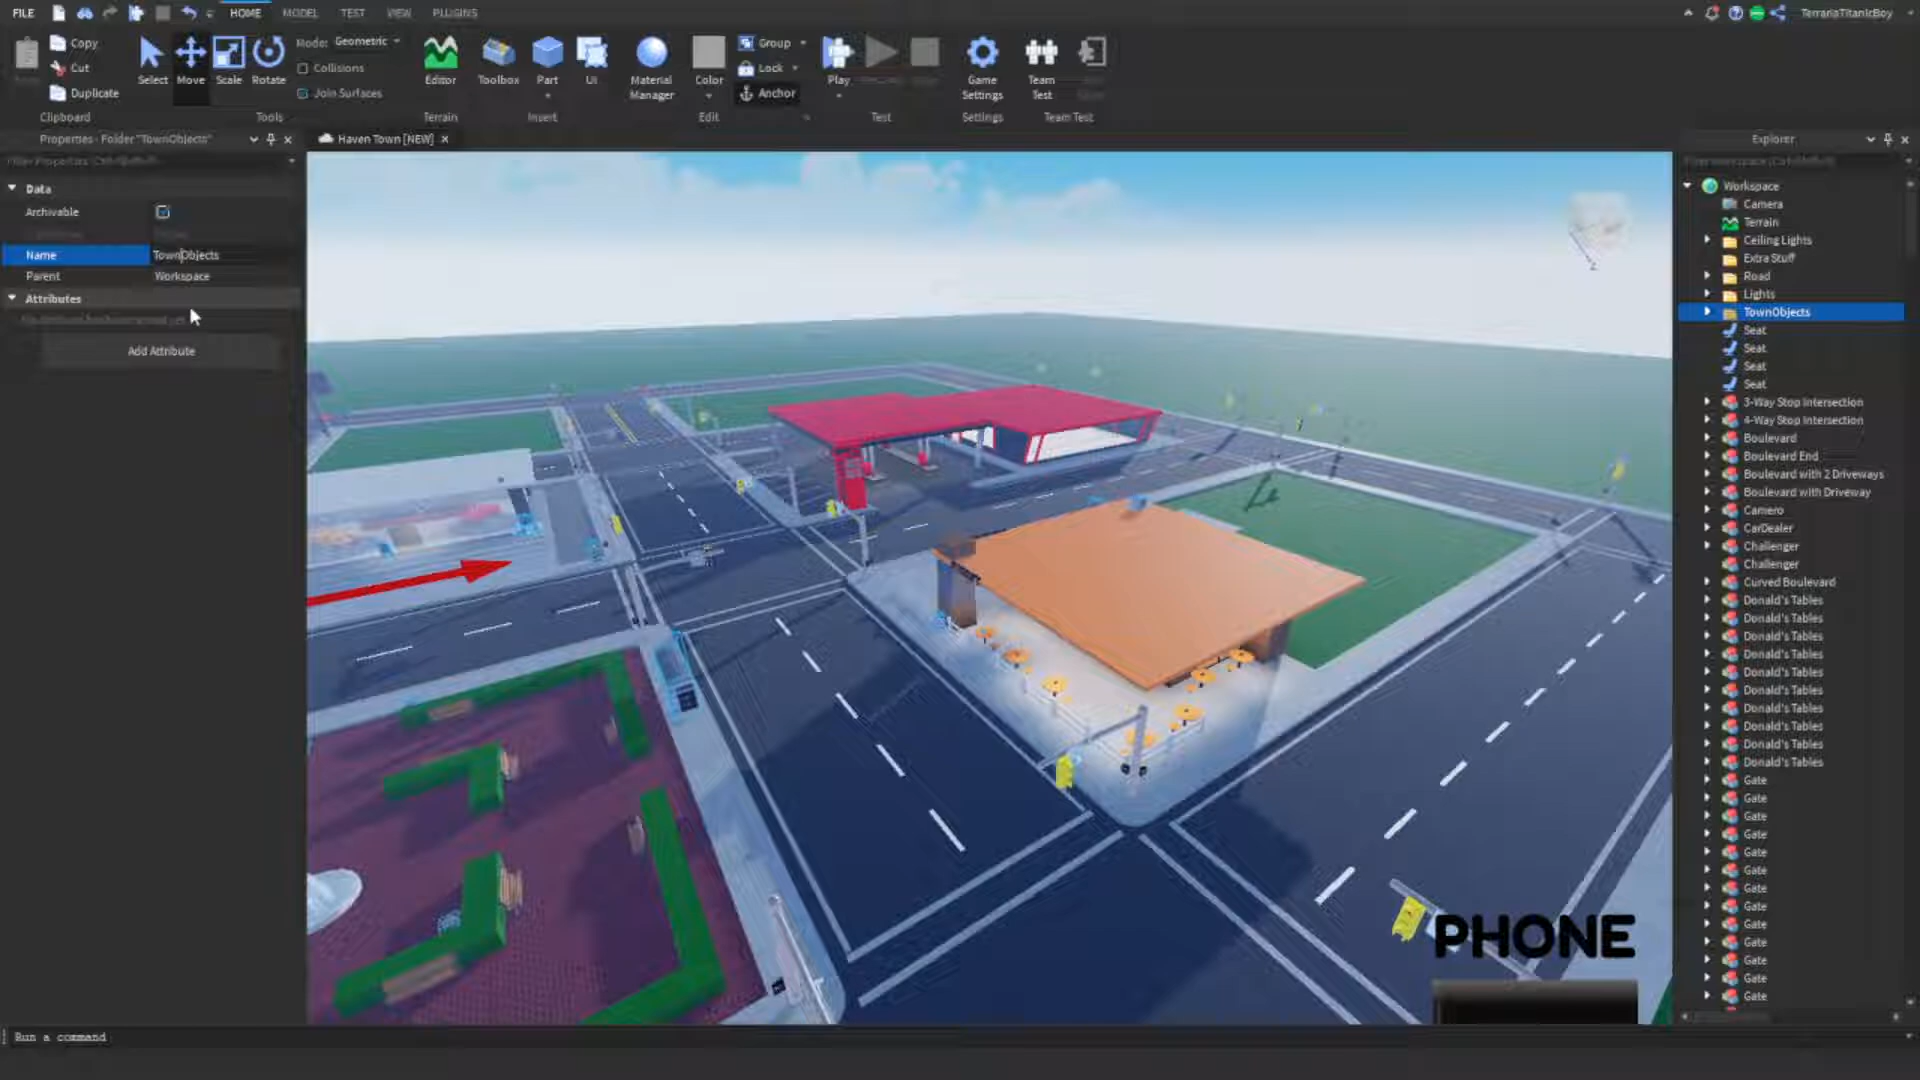 FILE HOME MODEL TEST VIEW PLUGINS TerrariaTitanicBoy
Copy
Cut
Duplicate
Clipboard
Select Move Scale Rotate
Mode: Geometric
Collisions
Join Surfaces
Tools
Editor
Terrain
Toolbox Part UI
Insert
Material Manager
Color
Group
Lock
Anchor
Edit
Play
Test
Game Settings
Settings
Team Test
Team Test
Properties - Folder "TownObjects"
Haven Town [NEW]
Explorer
Data
Archivable
Name TownObjects
Parent Workspace
Attributes
Add Attribute
Workspace
Camera
Terrain
Ceiling Lights
Extra Stuff
Road
Lights
TownObjects
Seat
Seat
Seat
Seat
3-Way Stop Intersection
4-Way Stop Intersection
Boulevard
Boulevard End
Boulevard with 2 Driveways
Boulevard with Driveway
Camero
CarDealer
Challenger
Challenger
Curved Boulevard
Donald's Tables
Donald's Tables
Donald's Tables
Donald's Tables
Donald's Tables
Donald's Tables
Donald's Tables
Donald's Tables
Donald's Tables
Donald's Tables
Gate
Gate
Gate
Gate
Gate
Gate
Gate
Gate
Gate
Gate
Gate
Gate
Gate
PHONE
Run a command